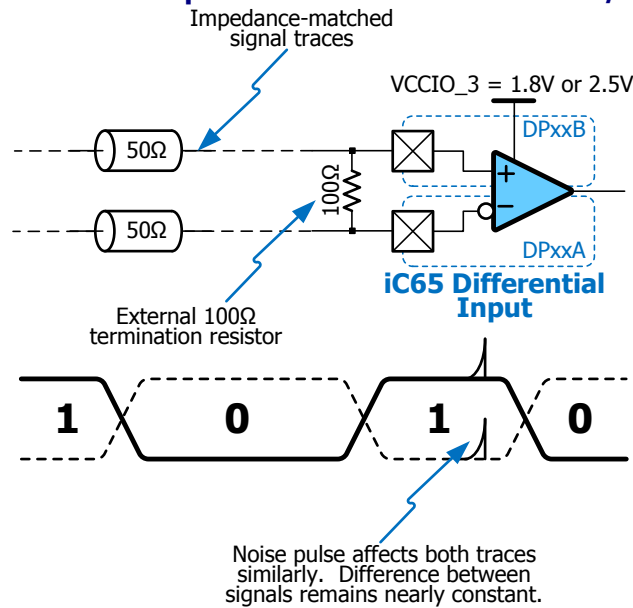 Impedance-matched
signal traces
VCCIO_3 = 1.8V or 2.5V
DPxxB
50Ω
100Ω
+
–
50Ω
DPxxA
iC65 Differential
Input
External 100Ω
termination resistor
1 0 1 0
Noise pulse affects both traces
similarly. Difference between
signals remains nearly constant.